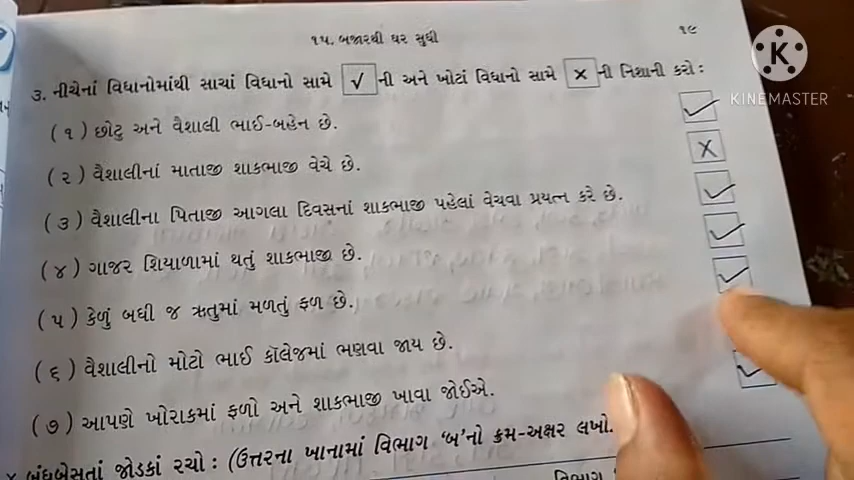 ૧૫. બજારથી ઘર સુધી
૧૯
૩. નીચેનાં વિધાનોમાંથી સાચાં વિધાનો સામે √ ની અને ખોટાં વિધાનો સામે × ની નિશાની કરો :
(૧) છોટુ અને વૈશાલી ભાઈ-બહેન છે. ✓
(૨) વૈશાલીનાં માતાજી શાકભાજી વેચે છે. ×
(૩) વૈશાલીના પિતાજી આગલા દિવસનાં શાકભાજી પહેલાં વેચવા પ્રયત્ન કરે છે. ✓
(૪) ગાજર શિયાળામાં થતું શાકભાજી છે. ✓
(૫) કેળું બધી જ ઋતુમાં મળતું ફળ છે. ✓
(૬) વૈશાલીનો મોટો ભાઈ કૉલેજમાં ભણવા જાય છે.
(૭) આપણે ખોરાકમાં ફળો અને શાકભાજી ખાવા જોઈએ. ✓
બંધબેસતાં જોડકાં રચો : (ઉત્તરના ખાનામાં વિભાગ ‘બ’નો ક્રમ-અક્ષર લખો.
વિભાગ
K
KINEMASTER